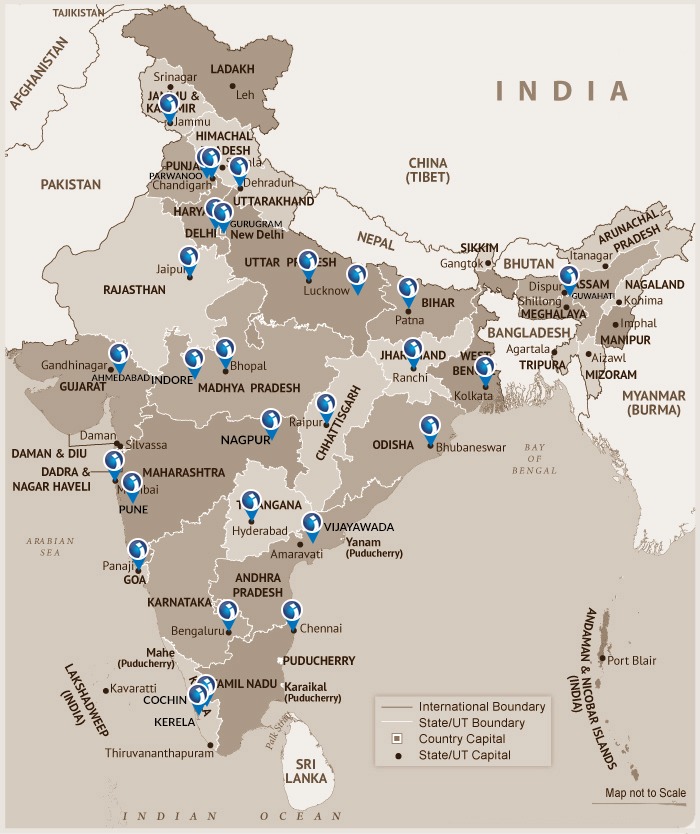 TAJIKISTAN
AFGHANISTAN
LADAKH
Srinagar
Leh
INDIA
JAMMU &
KASHMIR
Jammu
HIMACHAL
PRADESH
PUNJAB
Shimla
PARWANOO
CHINA
(TIBET)
PAKISTAN
Chandigarh
Dehradun
UTTARAKHAND
HARYANA
GURUGRAM
DELHI
New Delhi
NEPAL
SIKKIM
Gangtok
BHUTAN
ARUNACHAL
PRADESH
Itanagar
Jaipur
UTTAR PRADESH
Lucknow
RAJASTHAN
BIHAR
Patna
Dispur
ASSAM
GUWAHATI
NAGALAND
Shillong
Kohima
MEGHALAYA
Imphal
BANGLADESH
MANIPUR
Agartala
Aizawl
TRIPURA
MIZORAM
JHARKHAND
Ranchi
WEST
BENGAL
Kolkata
MYANMAR
(BURMA)
Gandhinagar
AHMEDABAD
GUJARAT
INDORE
Bhopal
MADHYA PRADESH
CHHATTISGARH
Raipur
NAGPUR
ODISHA
Bhubaneswar
BAY
OF
BENGAL
Daman
Silvassa
DAMAN & DIU
DADRA &
NAGAR HAVELI
MAHARASHTRA
Mumbai
PUNE
TELANGANA
Hyderabad
VIJAYAWADA
Yanam
(Puducherry)
Amaravati
ARABIAN
SEA
Panaji
GOA
ANDHRA
PRADESH
KARNATAKA
Bengaluru
Chennai
Mahe
(Puducherry)
PUDUCHERRY
LAKSHADWEEP
(INDIA)
Kavaratti
TAMIL NADU
Karaikal
(Puducherry)
COCHIN
KERELA
Thiruvananthapuram
Palk Strait
SRI
LANKA
ANDAMAN & NICOBAR ISLANDS
(INDIA)
Port Blair
International Boundary
State/UT Boundary
Country Capital
State/UT Capital
Map not to Scale
INDIAN OCEAN